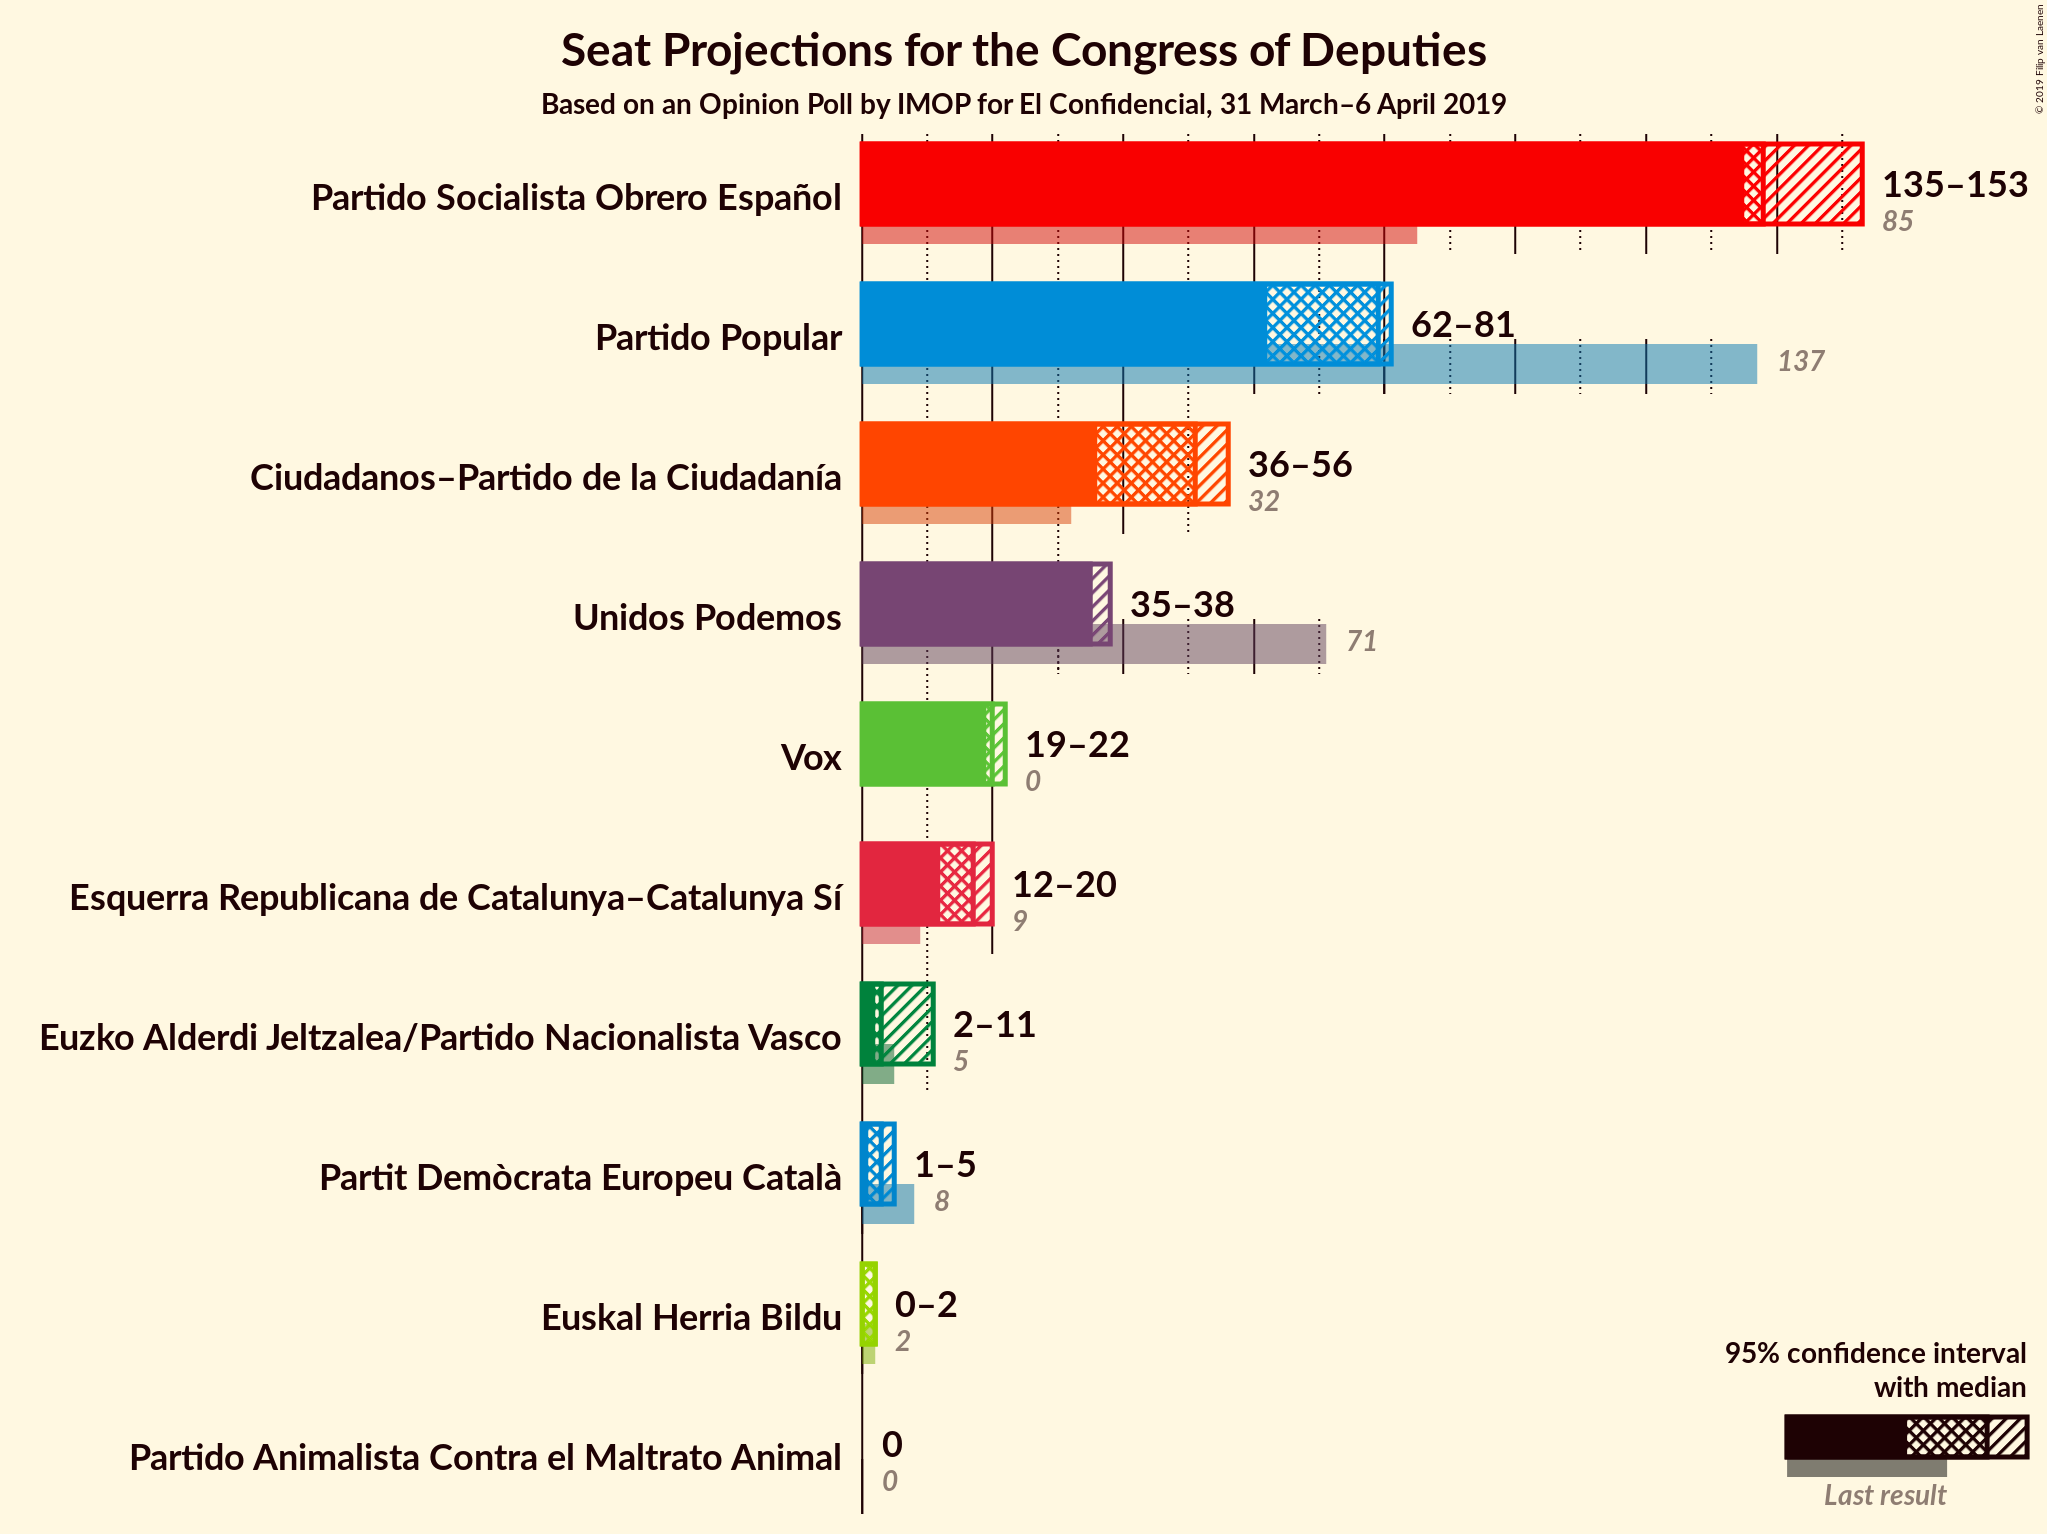 Seat Projections for the Congress of Deputies
Based on an Opinion Poll by IMOP for El Confidencial, 31 March–6 April 2019
© 2019 Filip van Laenen
Partido Socialista Obrero Español
135–153
85
Partido Popular
62–81
137
Ciudadanos–Partido de la Ciudadanía
36–56
32
Unidos Podemos
35–38
71
Vox
19–22
0
Esquerra Republicana de Catalunya–Catalunya Sí
12–20
9
Euzko Alderdi Jeltzalea/Partido Nacionalista Vasco
2–11
5
Partit Demòcrata Europeu Català
1–5
8
Euskal Herria Bildu
0–2
2
Partido Animalista Contra el Maltrato Animal
0
0
95% confidence interval
with median
Last result